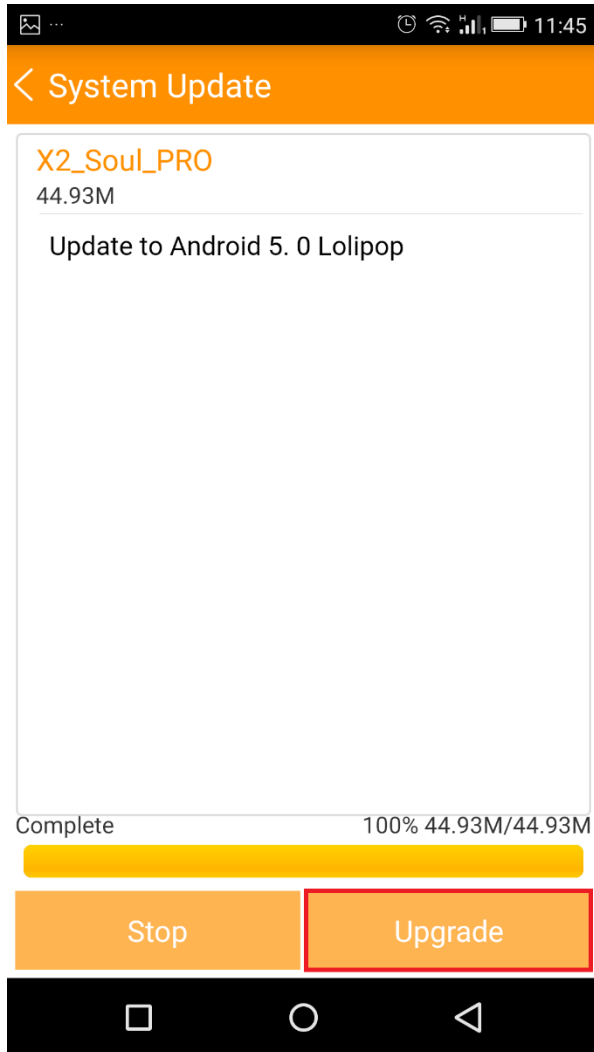 ··· H 1 11:45
System Update
X2_Soul_PRO
44.93M
Update to Android 5. 0 Lolipop
Complete 100% 44.93M/44.93M
Stop Upgrade